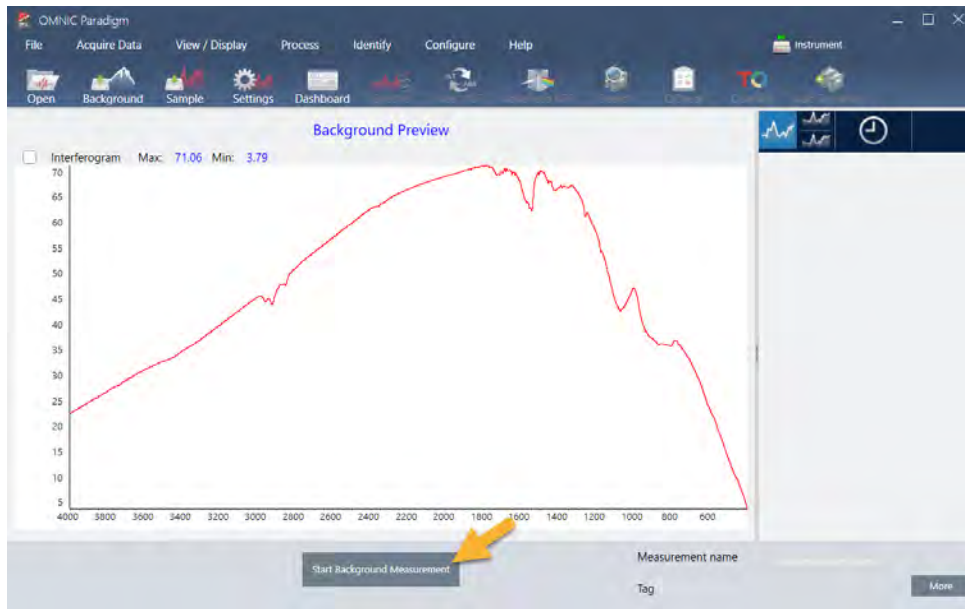 OMNIC Paradigm
File Acquire Data View / Display Process Identify Configure Help Instrument
Open Background Sample Settings Dashboard
Background Preview
Interferogram Max: 71.06 Min: 3.79
70
65
60
55
50
45
40
35
30
25
20
15
10
5
4000 3800 3600 3400 3200 3000 2800 2600 2400 2200 2000 1800 1600 1400 1200 1000 800 600
Start Background Measurement
Measurement name
Tag
More